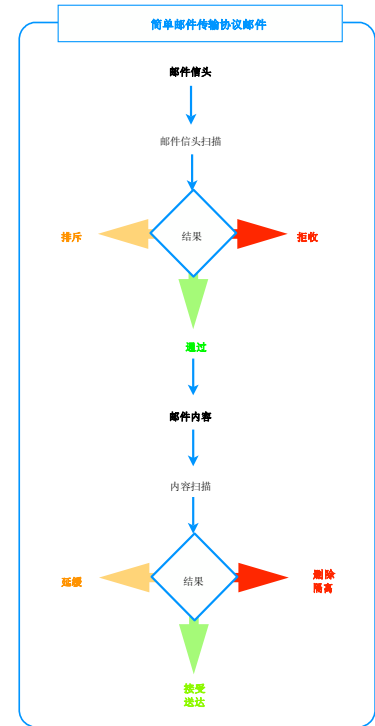 简单邮件传输协议邮件
邮件信头
邮件信头扫描
排斥
结果
拒收
通过
邮件内容
内容扫描
延缓
结果
删除
隔离
接受
送达